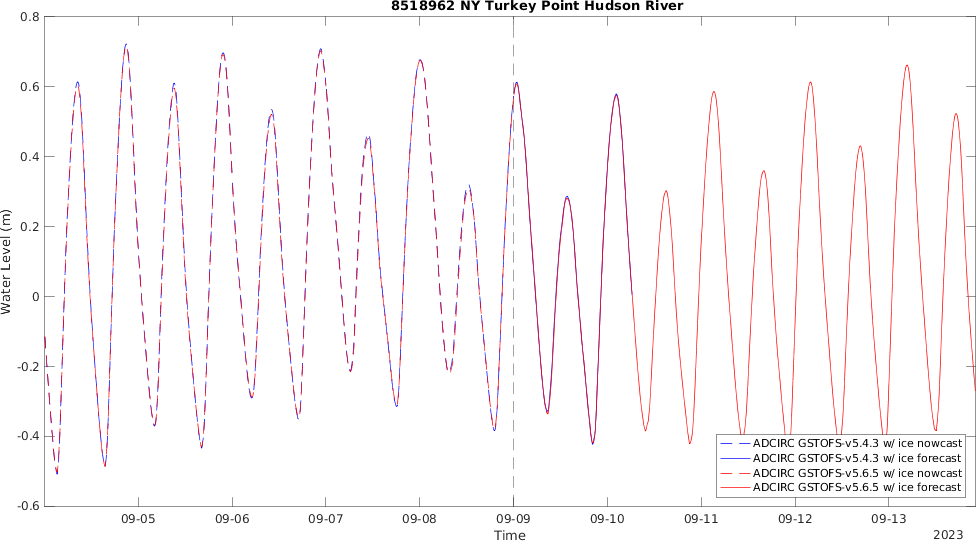 8518962 NY Turkey Point Hudson River
0.8
0.6
0.4
0.2
0
-0.2
-0.4
-0.6
Water Level (m)
09-05 09-06 09-07 09-08 09-09 09-10 09-11 09-12 09-13
Time
2023
ADCIRC GSTOFS-v5.4.3 w/ ice nowcast
ADCIRC GSTOFS-v5.4.3 w/ ice forecast
ADCIRC GSTOFS-v5.6.5 w/ ice nowcast
ADCIRC GSTOFS-v5.6.5 w/ ice forecast